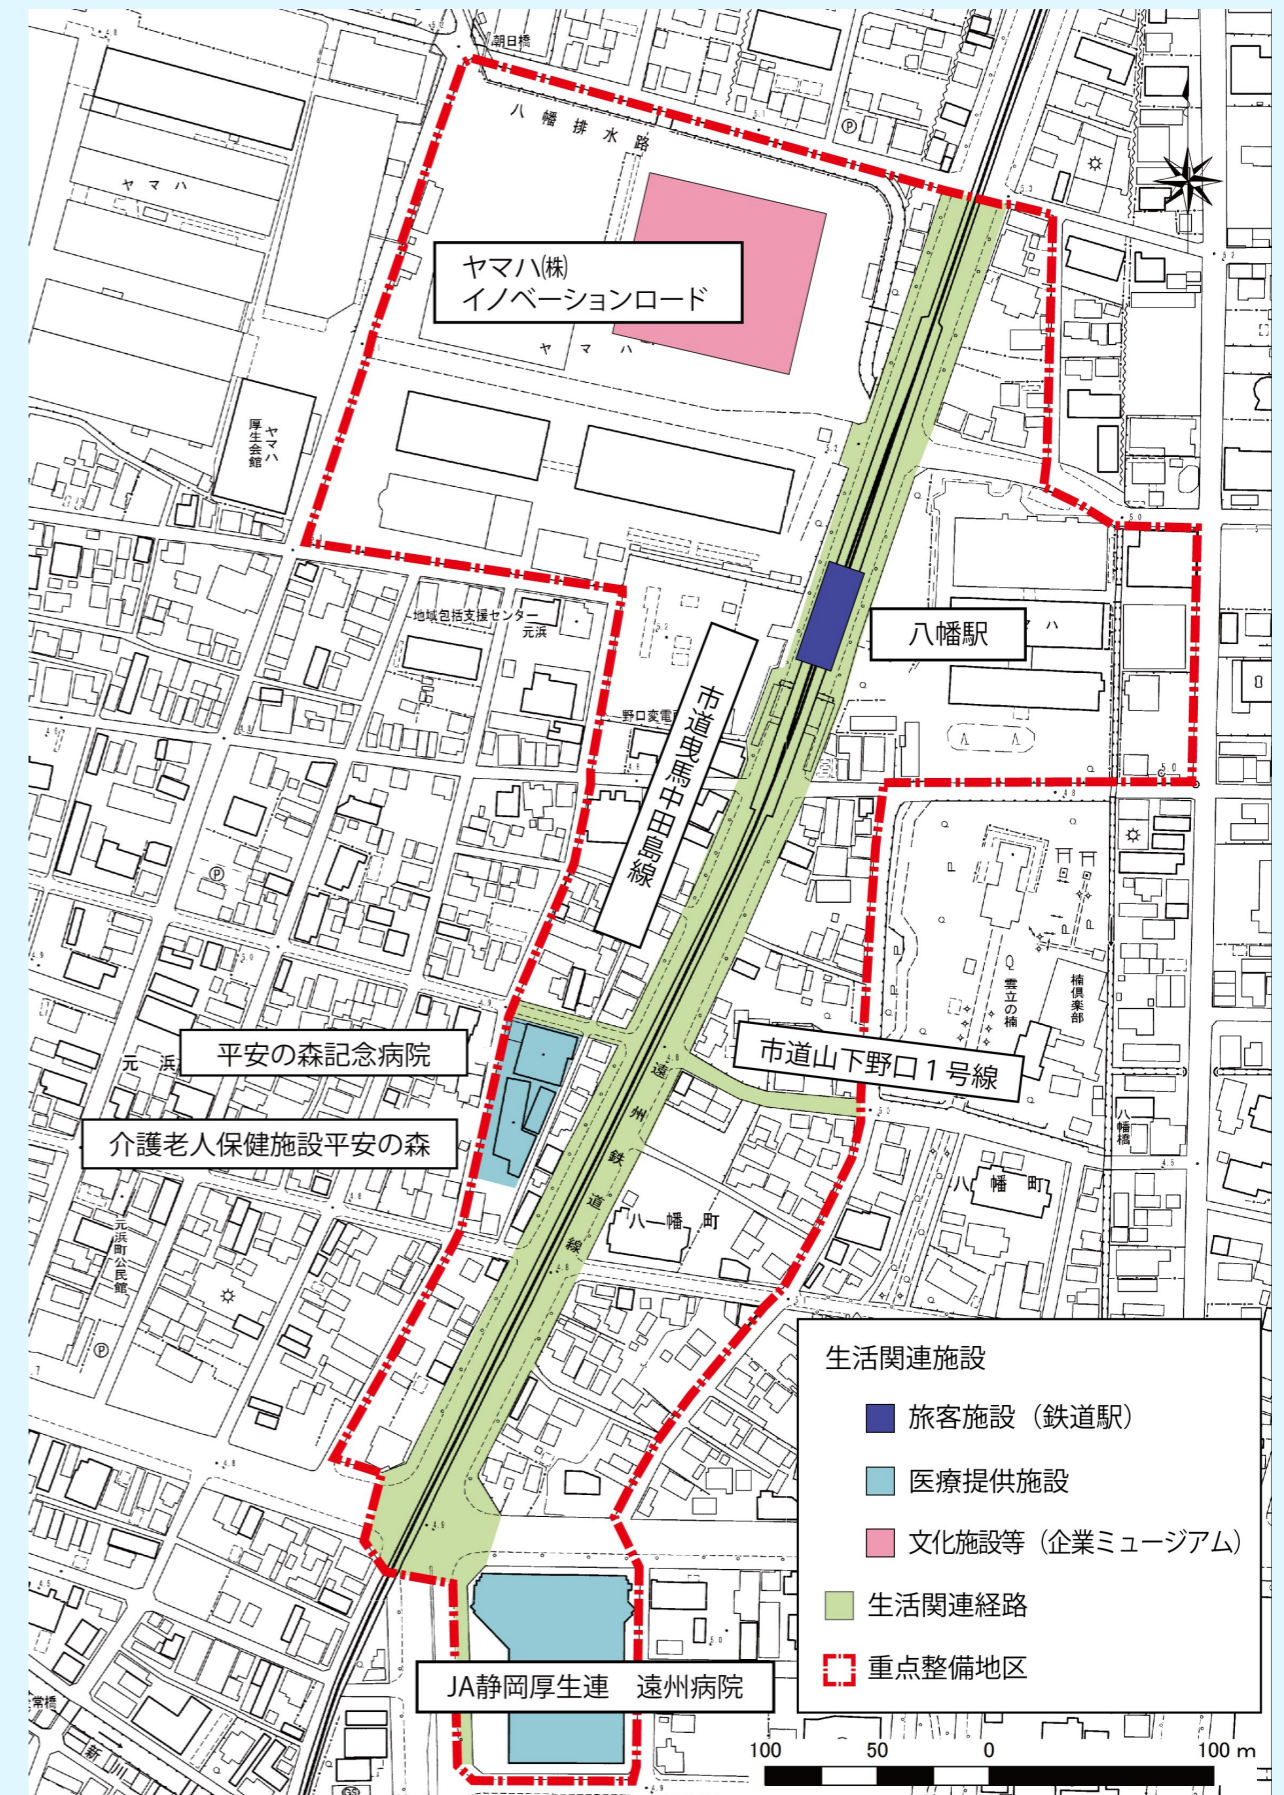 朝日橋
八幡排水路
ヤマハ
ヤマハ㈱
イノベーションロード
ヤマハ
ヤマハ
厚生会館
地域包括支援センター
元浜
八幡駅
ハ
野口変電
市道曳馬中田島線
雲立の楠
楠倶楽部
市道山下野口1号線
平安の森記念病院
元浜
介護老人保健施設平安の森
遠州鉄道線
八幡橋
八幡町
八幡町
元浜町公民館
生活関連施設
旅客施設（鉄道駅）
医療提供施設
文化施設等（企業ミュージアム）
生活関連経路
重点整備地区
JA静岡厚生連　遠州病院
常橋
新川
100 50 0 100 m